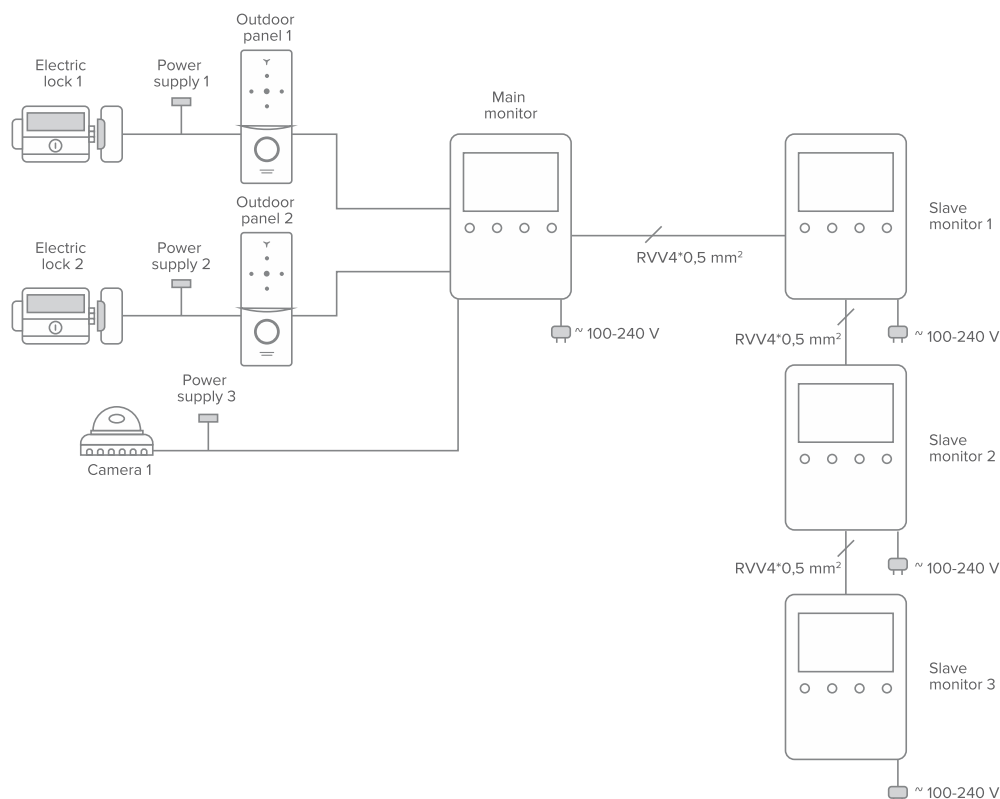 Outdoor
panel 1
Electric
lock 1
Power
supply 1
Main
monitor
Outdoor
panel 2
Slave
monitor 1
Electric
lock 2
Power
supply 2
RVV4*0,5 mm²
~ 100-240 V
RVV4*0,5 mm²
~ 100-240 V
Power
supply 3
Camera 1
Slave
monitor 2
RVV4*0,5 mm²
~ 100-240 V
Slave
monitor 3
~ 100-240 V